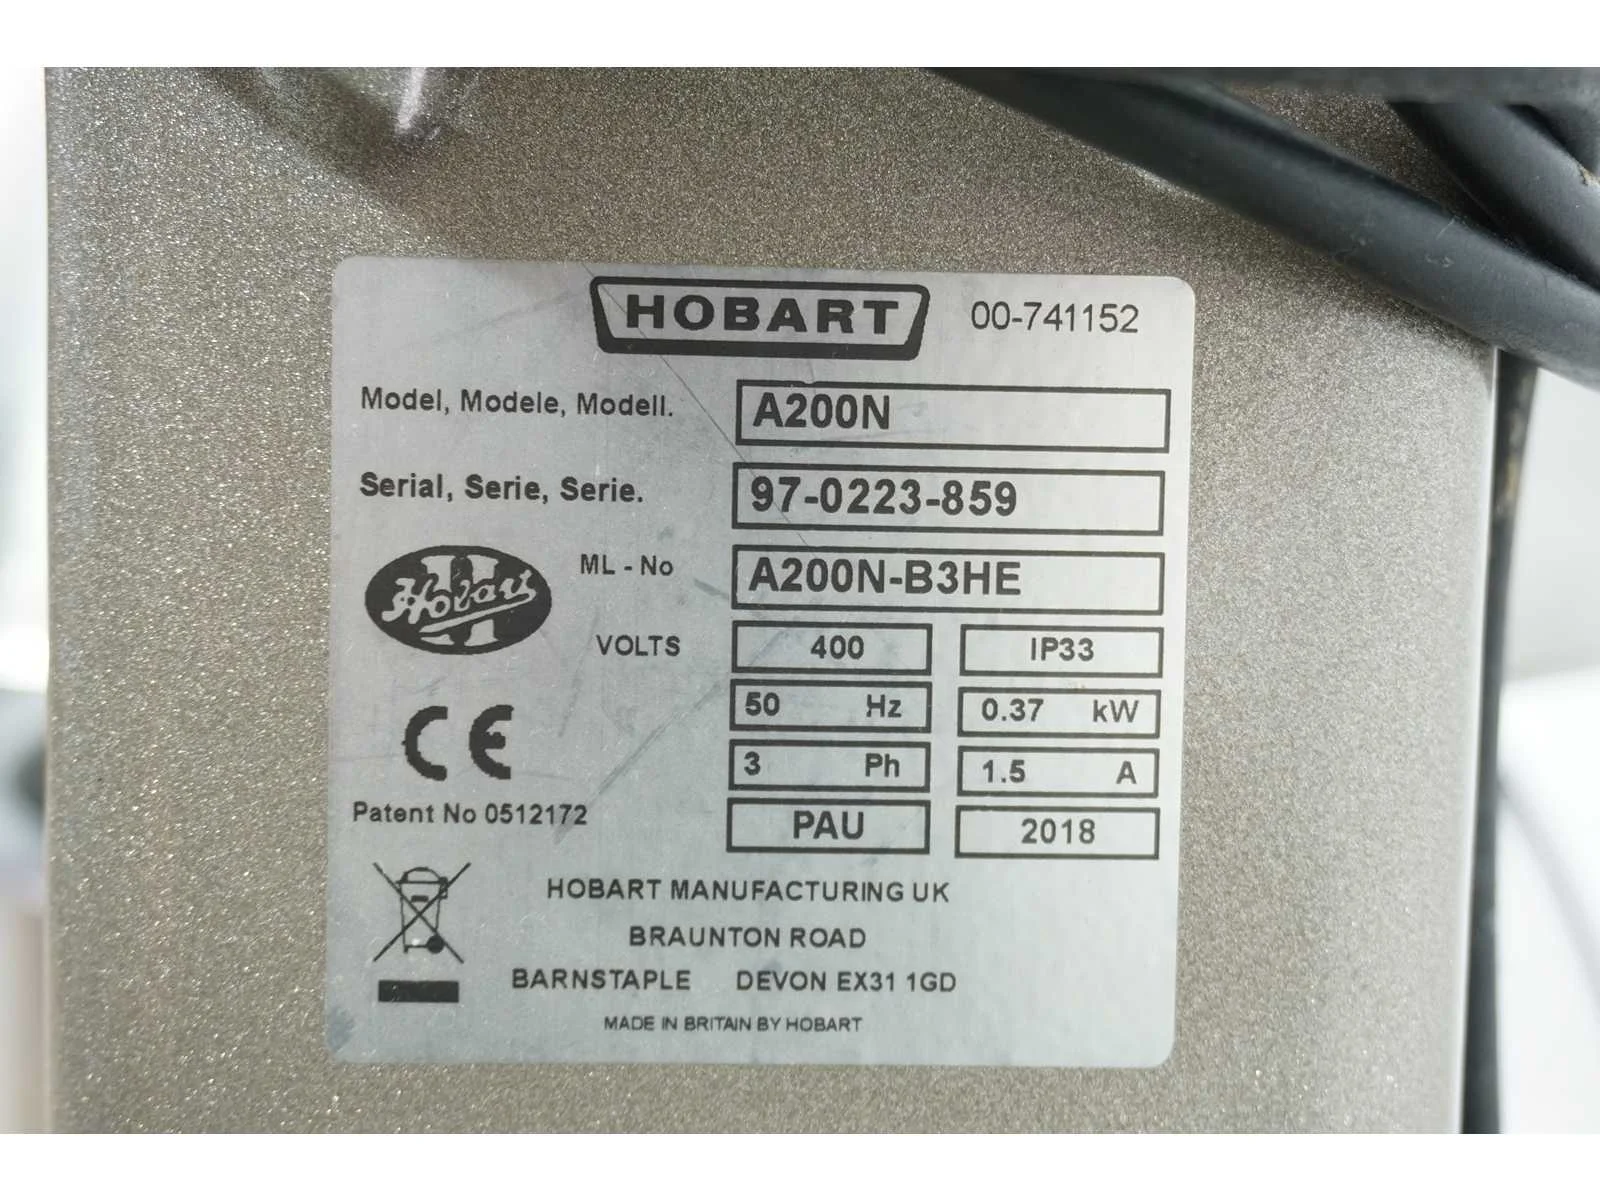 HOBART 00-741152
Model, Modele, Modell. A200N
Serial, Serie, Serie. 97-0223-859
Hobart ML - No A200N-B3HE
VOLTS 400 IP33
50 Hz 0.37 kW
CE 3 Ph 1.5 A
Patent No 0512172 PAU 2018
HOBART MANUFACTURING UK
BRAUNTON ROAD
BARNSTAPLE DEVON EX31 1GD
MADE IN BRITAIN BY HOBART